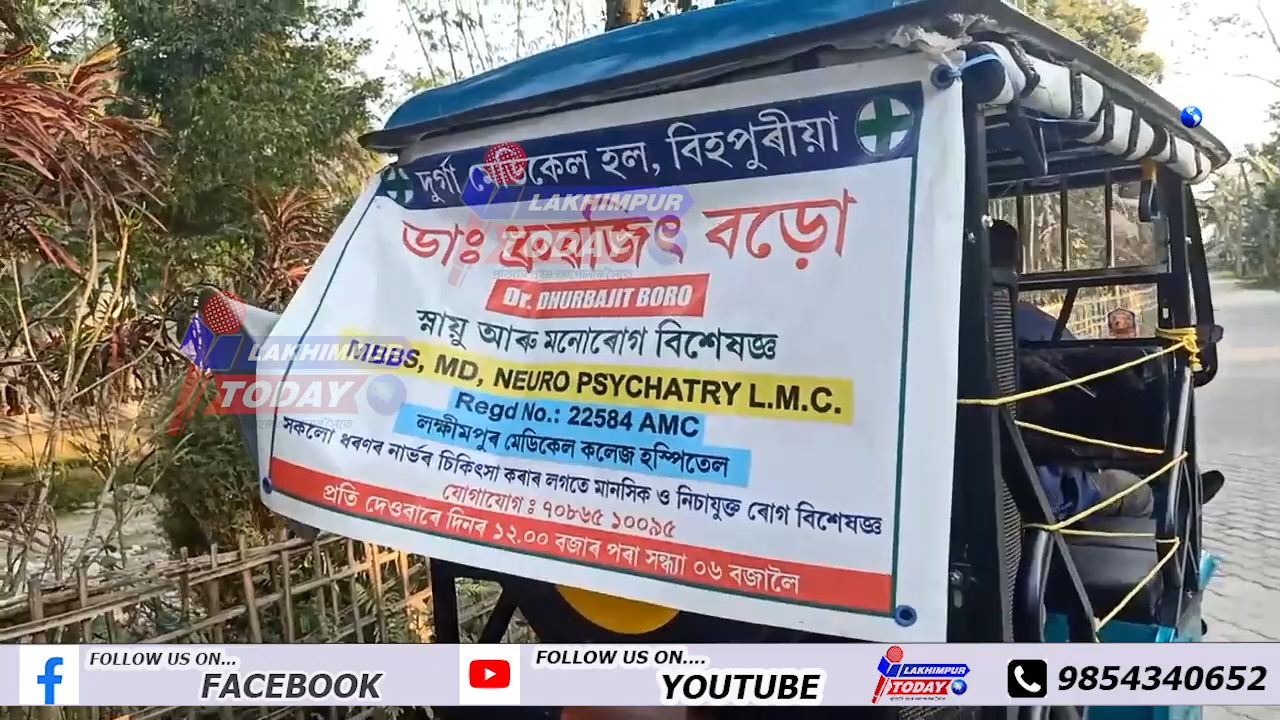 দুৰ্গা মেডিকেল হল, বিহপুৰীয়া
ডাঃ ধ্ৰুৱজিৎ বড়ো
Dr. DHURBAJIT BORO
স্নায়ু আৰু মনোৰোগ বিশেষজ্ঞ
MBBS, MD, NEURO PSYCHATRY L.M.C.
Regd No.: 22584 AMC
লক্ষীমপুৰ মেডিকেল কলেজ হস্পিতেল
সকলো ধৰণৰ নাৰ্ভৰ চিকিৎসা কৰাৰ লগতে মানসিক ও নিচাযুক্ত ৰোগ বিশেষজ্ঞ
যোগাযোগ : ৭০৮৬৫ ১০০৯৫
প্ৰতি দেওবাৰে দিনৰ ১২.০০ বজাৰ পৰা সন্ধ্যা ০৬ বজালৈ
LAKHIMPUR
TODAY
LAKHIMPUR
TODAY
FOLLOW US ON...
FACEBOOK
FOLLOW US ON....
YOUTUBE
LAKHIMPUR
TODAY
9854340652